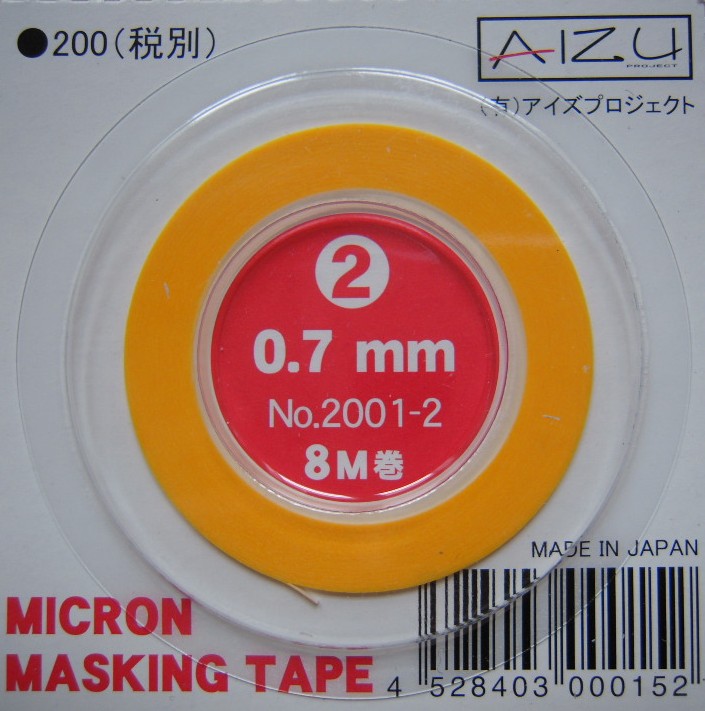 ●200(税別)
AIZU
PROJECT
(有)アイズプロジェクト
2
0.7 mm
No.2001-2
8M巻
MADE IN JAPAN
MICRON
MASKING TAPE
4 528403 000152